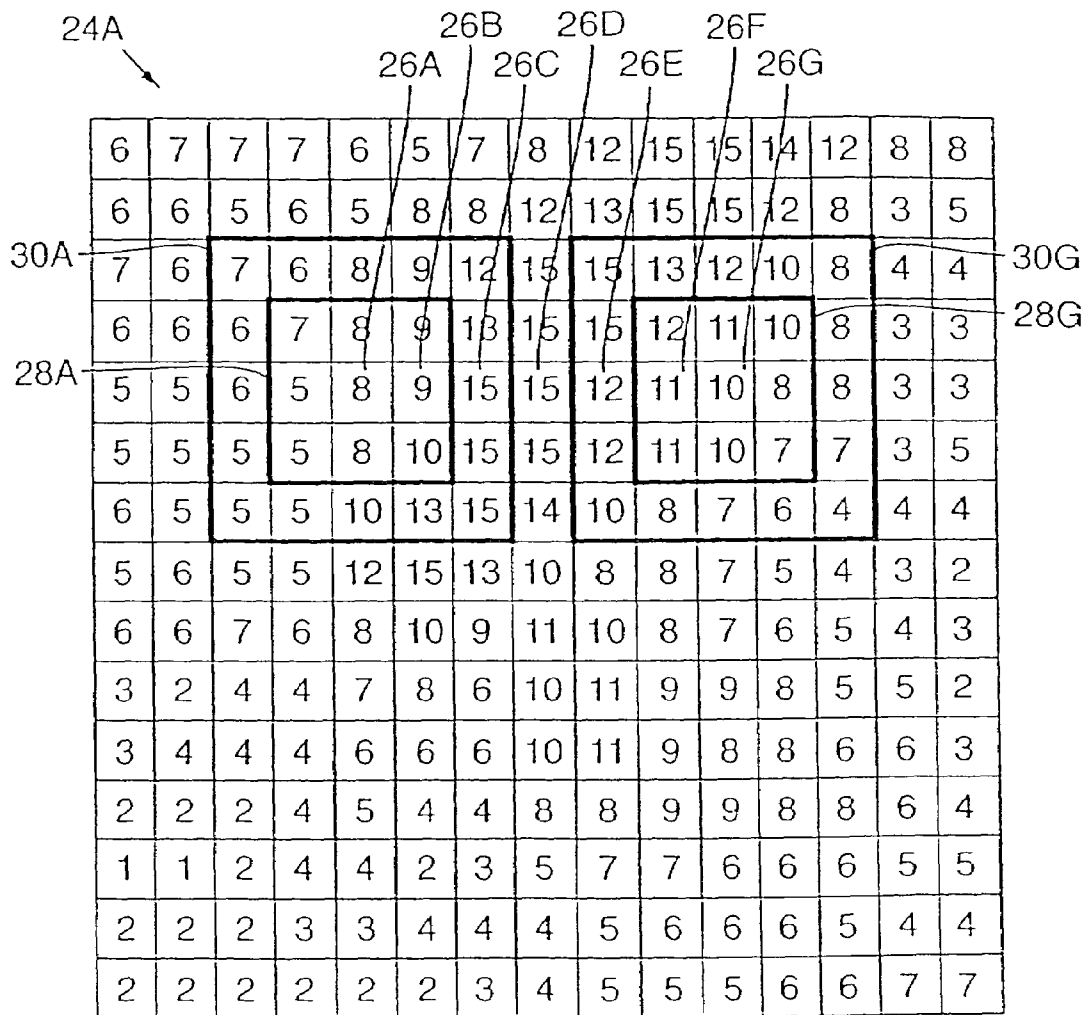 24A
26B 26D 26F
26A 26C 26E 26G
6 7 7 7 6 5 7 8 12 15 15 14 12 8 8
6 6 5 6 5 8 8 12 13 15 15 12 8 3 5
30A 7 6 7 6 8 9 12 15 15 13 12 10 8 4 4 30G
6 6 6 7 8 9 13 15 15 12 11 10 8 3 3 28G
28A 5 5 6 5 8 9 15 15 12 11 10 8 8 3 3
5 5 5 5 8 10 15 15 12 11 10 7 7 3 5
6 5 5 5 10 13 15 14 10 8 7 6 4 4 4
5 6 5 5 12 15 13 10 8 8 7 5 4 3 2
6 6 7 6 8 10 9 11 10 8 7 6 5 4 3
3 2 4 4 7 8 6 10 11 9 9 8 5 5 2
3 4 4 4 6 6 6 10 11 9 8 8 6 6 3
2 2 2 4 5 4 4 8 8 9 9 8 8 6 4
1 1 2 4 4 2 3 5 7 7 6 6 6 5 5
2 2 2 3 3 4 4 4 5 6 6 6 5 4 4
2 2 2 2 2 2 3 4 5 5 5 6 6 7 7